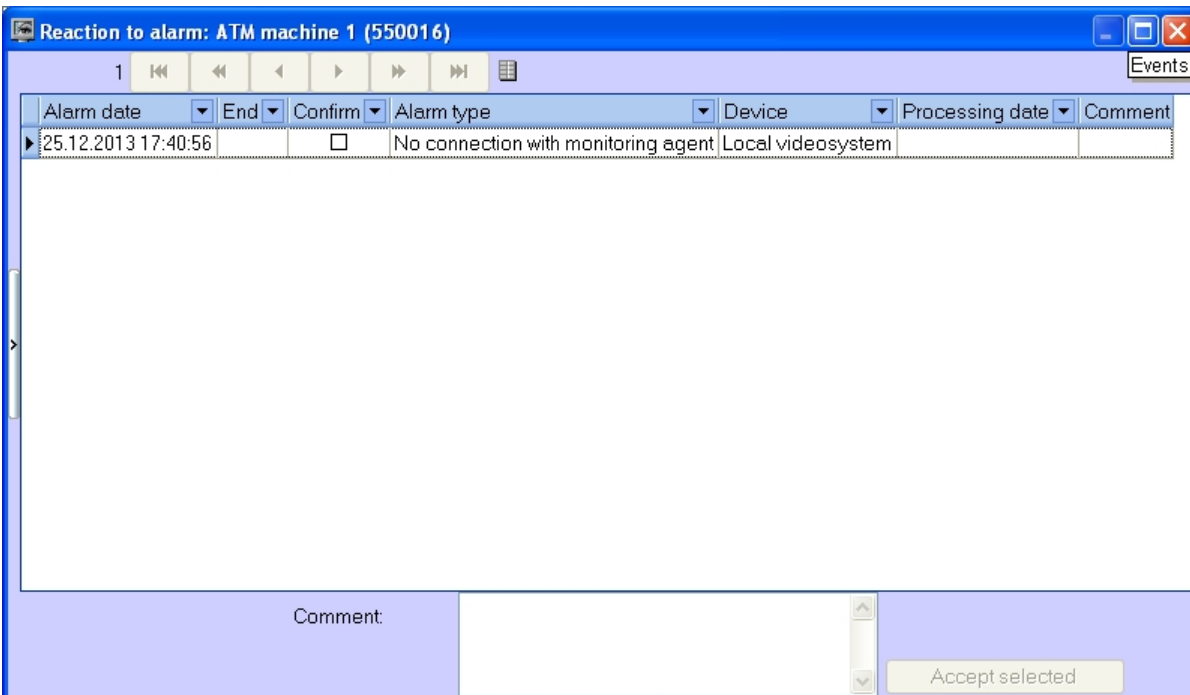 Reaction to alarm: ATM machine 1 (550016)
1
Events
Alarm date End Confirm Alarm type Device Processing date Comment
25.12.2013 17:40:56 No connection with monitoring agent Local videosystem
Comment:
Accept selected